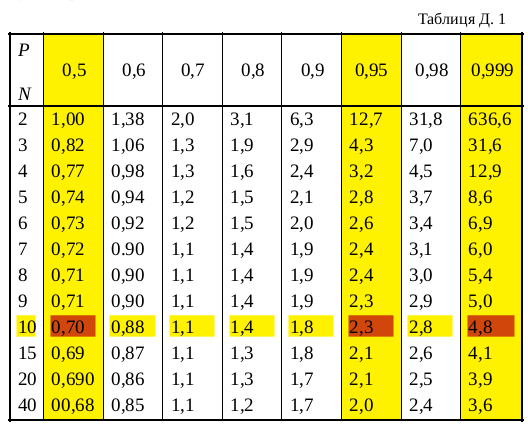 Таблиця Д. 1
P
N 0,5 0,6 0,7 0,8 0,9 0,95 0,98 0,999
2 1,00 1,38 2,0 3,1 6,3 12,7 31,8 636,6
3 0,82 1,06 1,3 1,9 2,9 4,3 7,0 31,6
4 0,77 0,98 1,3 1,6 2,4 3,2 4,5 12,9
5 0,74 0,94 1,2 1,5 2,1 2,8 3,7 8,6
6 0,73 0,92 1,2 1,5 2,0 2,6 3,4 6,9
7 0,72 0.90 1,1 1,4 1,9 2,4 3,1 6,0
8 0,71 0,90 1,1 1,4 1,9 2,4 3,0 5,4
9 0,71 0,90 1,1 1,4 1,9 2,3 2,9 5,0
10 0,70 0,88 1,1 1,4 1,8 2,3 2,8 4,8
15 0,69 0,87 1,1 1,3 1,8 2,1 2,6 4,1
20 0,690 0,86 1,1 1,3 1,7 2,1 2,5 3,9
40 00,68 0,85 1,1 1,2 1,7 2,0 2,4 3,6